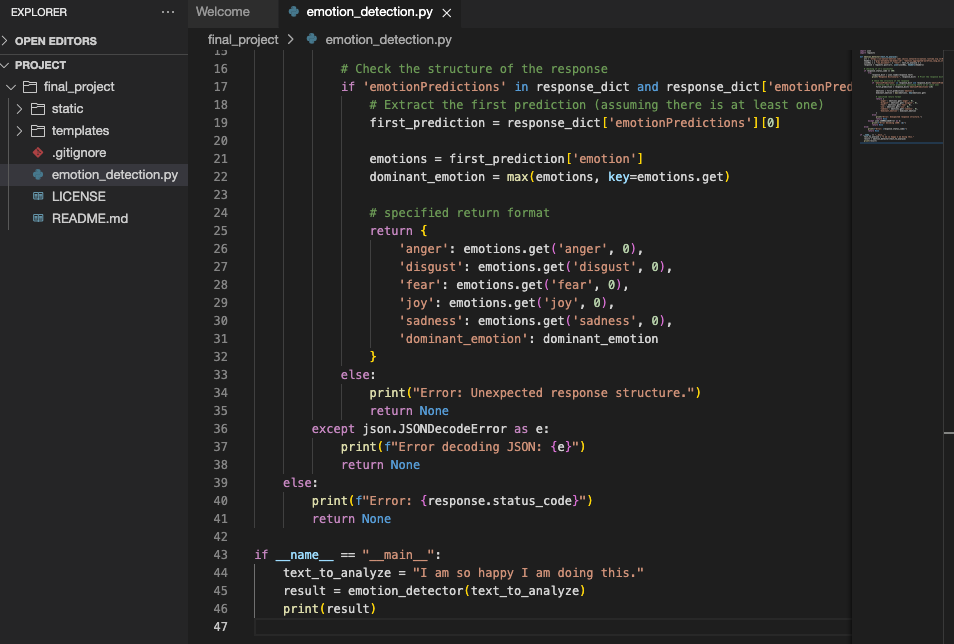 EXPLORER
OPEN EDITORS
PROJECT
final_project
static
templates
.gitignore
emotion_detection.py
LICENSE
README.md
Welcome
emotion_detection.py
final_project > emotion_detection.py
15
16 # Check the structure of the response
17 if 'emotionPredictions' in response_dict and response_dict['emotionPred
18 # Extract the first prediction (assuming there is at least one)
19 first_prediction = response_dict['emotionPredictions'][0]
20
21 emotions = first_prediction['emotion']
22 dominant_emotion = max(emotions, key=emotions.get)
23
24 # specified return format
25 return {
26 'anger': emotions.get('anger', 0),
27 'disgust': emotions.get('disgust', 0),
28 'fear': emotions.get('fear', 0),
29 'joy': emotions.get('joy', 0),
30 'sadness': emotions.get('sadness', 0),
31 'dominant_emotion': dominant_emotion
32 }
33 else:
34 print("Error: Unexpected response structure.")
35 return None
36 except json.JSONDecodeError as e:
37 print(f"Error decoding JSON: {e}")
38 return None
39 else:
40 print(f"Error: {response.status_code}")
41 return None
42
43 if __name__ == "__main__":
44 text_to_analyze = "I am so happy I am doing this."
45 result = emotion_detector(text_to_analyze)
46 print(result)
47